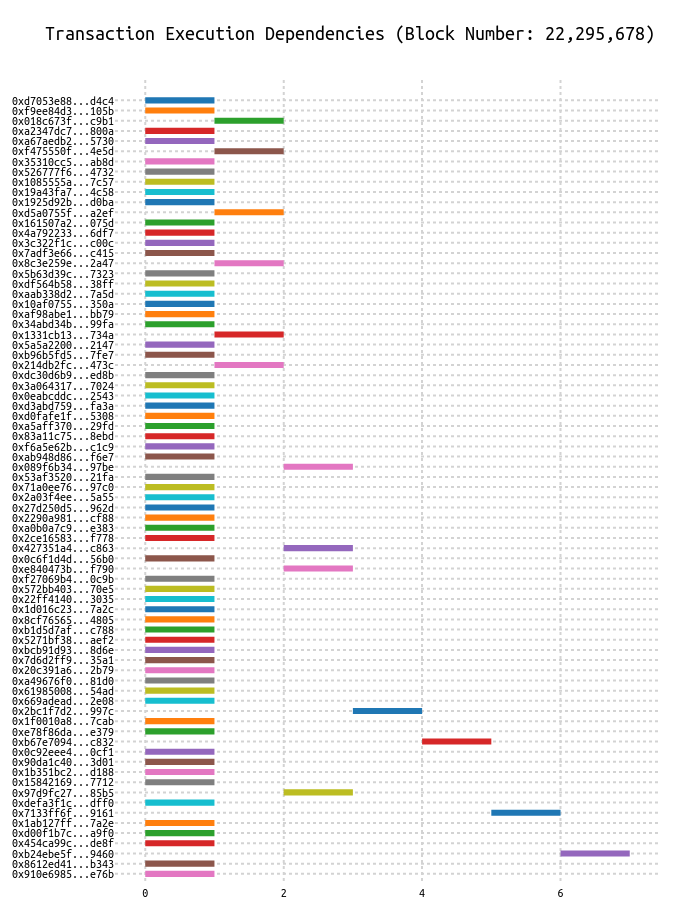 Transaction Execution Dependencies (Block Number: 22,295,678)
0xd7053e88...d4c4
0xf9ee84d3...105b
0x018c673f...c9b1
0xa2347dc7...800a
0xa67aedb2...5730
0xf475550f...4e5d
0x35310cc5...ab8d
0x526777f6...4732
0x1085555a...7c57
0x19a43fa7...4c58
0x1925d92b...d0ba
0xd5a0755f...a2ef
0x161507a2...075d
0x4a792233...6df7
0x3c322f1c...c00c
0x7adf3e66...c415
0x8c3e259e...2a47
0x5b63d39c...7323
0xdf564b58...38ff
0xaab338d2...7a5d
0x10af0755...350a
0xaf98abe1...bb79
0x34abd34b...99fa
0x1331cb13...734a
0x5a5a2200...2147
0xb96b5fd5...7fe7
0x214db2fc...473c
0xdc30d6b9...ed8b
0x3a064317...7024
0x0eabcddc...2543
0xd3abd759...fa3a
0xd0fafe1f...5308
0xa5aff370...29fd
0x83a11c75...8ebd
0xf6a5e62b...c1c9
0xab948d86...f6e7
0x089f6b34...97be
0x53af3520...21fa
0x71a0ee76...97c0
0x2a03f4ee...5a55
0x27d250d5...962d
0x2290a981...cf88
0xa0b0a7c9...e383
0x2ce16583...f778
0x427351a4...c863
0x0c6f1d4d...56b0
0xe840473b...f790
0xf27069b4...0c9b
0x572bb403...70e5
0x22ff4140...3035
0x1d016c23...7a2c
0x8cf76565...4805
0xb1d5d7af...c788
0x5271bf38...aef2
0xbcb91d93...8d6e
0x7d6d2ff9...35a1
0x20c391a6...2b79
0xa49676f0...81d0
0x61985008...54ad
0x669adead...2e08
0x2bc1f7d2...997c
0x1f0010a8...7cab
0xe78f86da...e379
0xb67e7094...c832
0x0c92eee4...0cf1
0x90da1c40...3d01
0x1b351bc2...d188
0x15842169...7712
0x97d9fc27...85b5
0xdefa3f1c...dff0
0x7133ff6f...9161
0x1ab127ff...7a2e
0xd00f1b7c...a9f0
0x454ca99c...de8f
0xb24ebe5f...9460
0x8612ed41...b343
0x910e6985...e76b
0 2 4 6